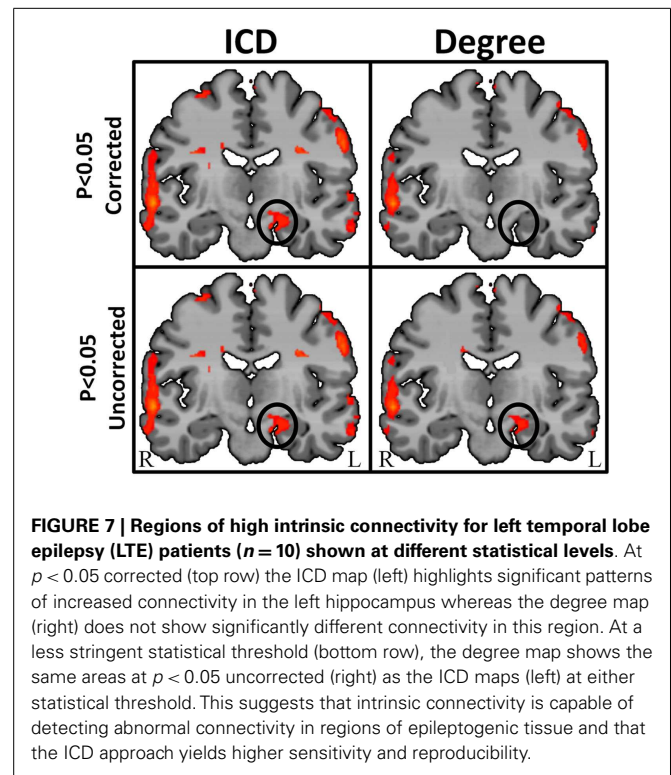 ICD Degree
P<0.05
Corrected
P<0.05
Uncorrected
R L R L
FIGURE 7 | Regions of high intrinsic connectivity for left temporal lobe
epilepsy (LTE) patients (n = 10) shown at different statistical levels. At
p < 0.05 corrected (top row) the ICD map (left) highlights significant patterns
of increased connectivity in the left hippocampus whereas the degree map
(right) does not show significantly different connectivity in this region. At a
less stringent statistical threshold (bottom row), the degree map shows the
same areas at p < 0.05 uncorrected (right) as the ICD maps (left) at either
statistical threshold. This suggests that intrinsic connectivity is capable of
detecting abnormal connectivity in regions of epileptogenic tissue and that
the ICD approach yields higher sensitivity and reproducibility.